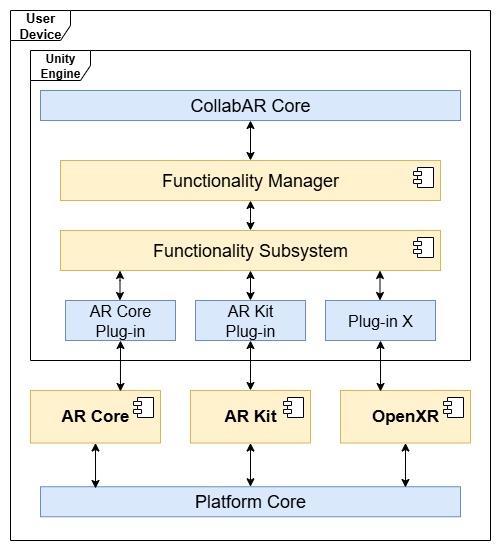 User
Device
Unity
Engine
CollabAR Core
Functionality Manager
Functionality Subsystem
AR Core
Plug-in
AR Kit
Plug-in
Plug-in X
AR Core
AR Kit
OpenXR
Platform Core